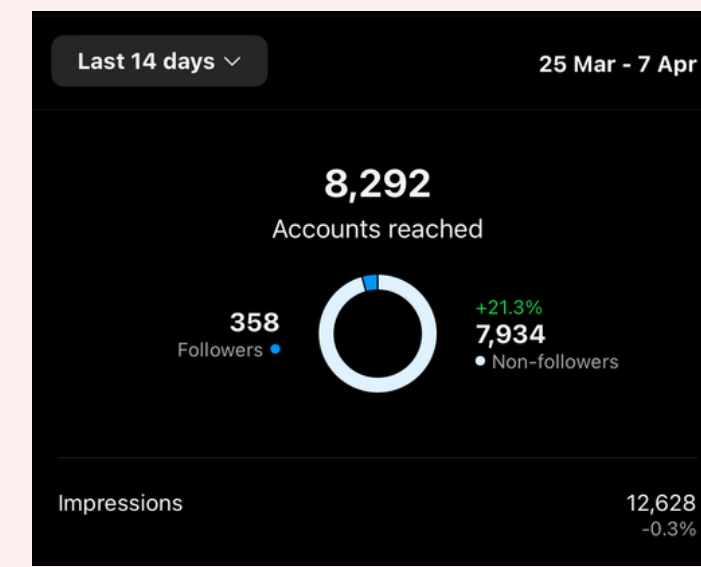 Last 14 days
25 Mar - 7 Apr
8,292
Accounts reached
358
Followers
+21.3%
7,934
Non-followers
Impressions
12,628
-0.3%